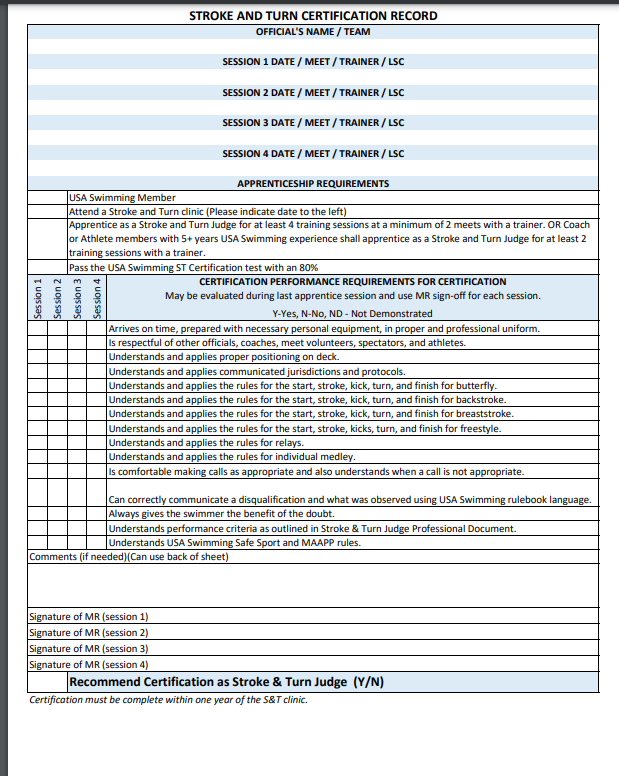 STROKE AND TURN CERTIFICATION RECORD
OFFICIAL'S NAME / TEAM
SESSION 1 DATE / MEET / TRAINER / LSC
SESSION 2 DATE / MEET / TRAINER / LSC
SESSION 3 DATE / MEET / TRAINER / LSC
SESSION 4 DATE / MEET / TRAINER / LSC
APPRENTICESHIP REQUIREMENTS
USA Swimming Member
Attend a Stroke and Turn clinic (Please indicate date to the left)
Apprentice as a Stroke and Turn Judge for at least 4 training sessions at a minimum of 2 meets with a trainer. OR Coach
or Athlete members with 5+ years USA Swimming experience shall apprentice as a Stroke and Turn Judge for at least 2
training sessions with a trainer.
Pass the USA Swimming ST Certification test with an 80%
Session 1
Session 2
Session 3
Session 4
CERTIFICATION PERFORMANCE REQUIREMENTS FOR CERTIFICATION
May be evaluated during last apprentice session and use MR sign-off for each session.
Y-Yes, N-No, ND - Not Demonstrated
Arrives on time, prepared with necessary personal equipment, in proper and professional uniform.
Is respectful of other officials, coaches, meet volunteers, spectators, and athletes.
Understands and applies proper positioning on deck.
Understands and applies communicated jurisdictions and protocols.
Understands and applies the rules for the start, stroke, kick, turn, and finish for butterfly.
Understands and applies the rules for the start, stroke, kick, turn, and finish for backstroke.
Understands and applies the rules for the start, stroke, kick, turn, and finish for breaststroke.
Understands and applies the rules for the start, stroke, kicks, turn, and finish for freestyle.
Understands and applies the rules for relays.
Understands and applies the rules for individual medley.
Is comfortable making calls as appropriate and also understands when a call is not appropriate.
Can correctly communicate a disqualification and what was observed using USA Swimming rulebook language.
Always gives the swimmer the benefit of the doubt.
Understands performance criteria as outlined in Stroke & Turn Judge Professional Document.
Understands USA Swimming Safe Sport and MAAPP rules.
Comments (if needed)(Can use back of sheet)
Signature of MR (session 1)
Signature of MR (session 2)
Signature of MR (session 3)
Signature of MR (session 4)
Recommend Certification as Stroke & Turn Judge (Y/N)
Certification must be complete within one year of the S&T clinic.